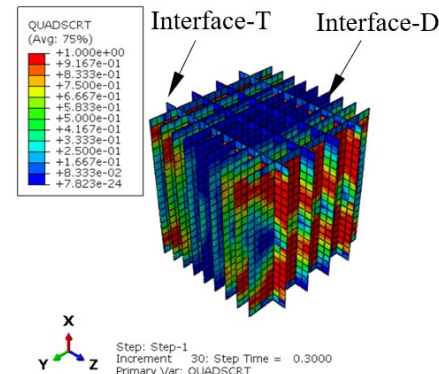 Interface-T
Interface-D
QUADSCRT
(Avg: 75%)
+1.000e+00
+9.167e-01
+8.333e-01
+7.500e-01
+6.667e-01
+5.833e-01
+5.000e-01
+4.167e-01
+3.333e-01
+2.500e-01
+1.667e-01
+8.333e-02
+7.823e-24
X
Y
Z
Step: Step-1
Increment 30: Step Time = 0.3000
Primary Var: QUADSCRT